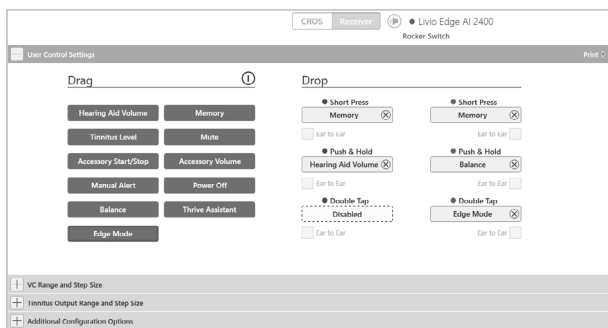 CROS Receiver Livio Edge AI 2400
Rocker Switch
User Control Settings Print
Drag Drop
Hearing Aid Volume Memory
Tinnitus Level Mute
Accessory Start/Stop Accessory Volume
Manual Alert Power Off
Balance Thrive Assistant
Edge Mode
Short Press Short Press
Memory Memory
Ear to Ear Ear to Ear
Push & Hold Push & Hold
Hearing Aid Volume Balance
Ear to Ear Ear to Ear
Double Tap Double Tap
Disabled Edge Mode
Ear to Ear Ear to Ear
VC Range and Step Size
Tinnitus Output Range and Step Size
Additional Configuration Options